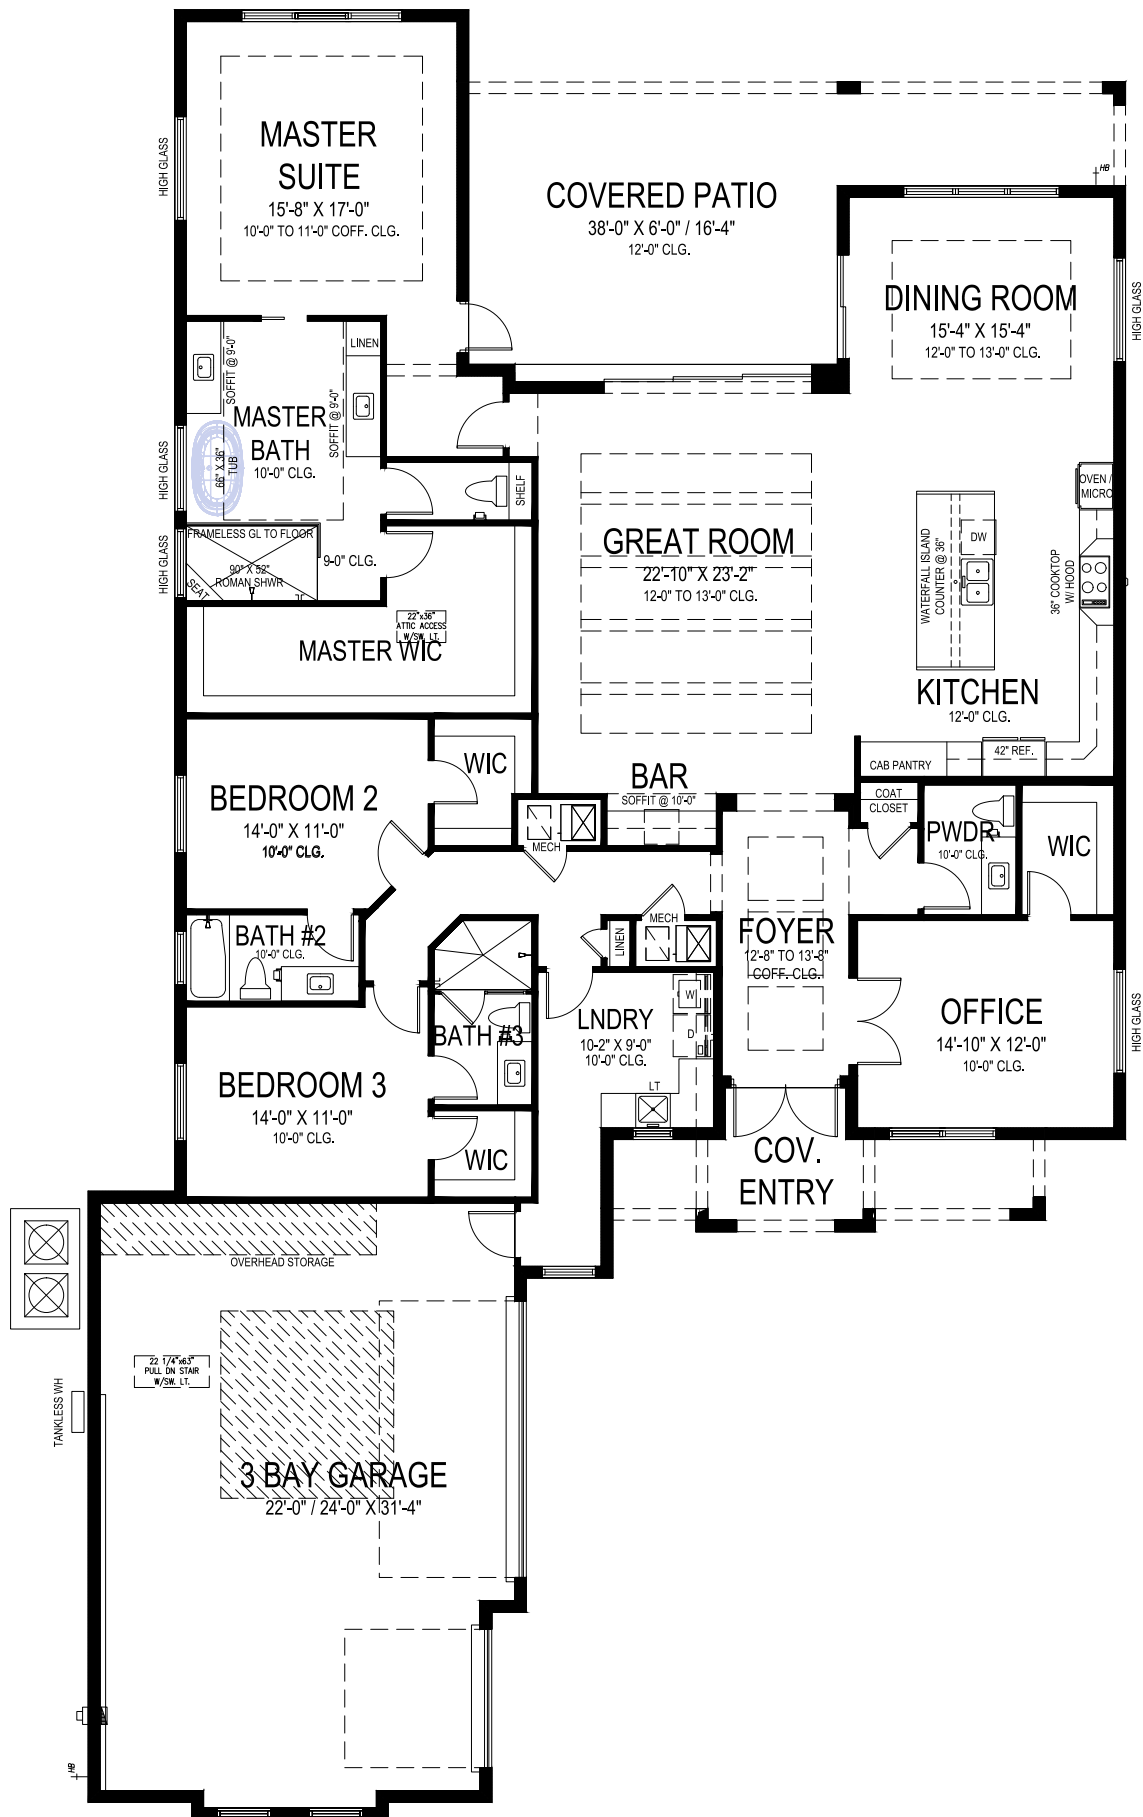 MASTER
SUITE
15'-8" X 17'-0"
10'-0" TO 11'-0" COFF. CLG.
HIGH GLASS
COVERED PATIO
38'-0" X 6'-0" / 16'-4"
12'-0" CLG.
HB
DINING ROOM
15'-4" X 15'-4"
12'-0" TO 13'-0" CLG.
HIGH GLASS
LINEN
SOFFIT @ 9'-0"
SOFFIT @ 9'-0"
MASTER
BATH
10'-0" CLG.
66" X 36"
TUB
HIGH GLASS
SHELF
FRAMELESS GL TO FLOOR
9-0" CLG.
90" X 52"
ROMAN SHWR
SEAT
HIGH GLASS
22"x36"
ATTIC ACCESS
W/SW. LT.
MASTER WIC
GREAT ROOM
22'-10" X 23'-2"
12-0" TO 13'-0" CLG.
OVEN /
MICRO
DW
WATERFALL ISLAND
COUNTER @ 36"
36" COOKTOP
W/ HOOD
KITCHEN
12'-0" CLG.
42" REF.
CAB PANTRY
BEDROOM 2
14'-0" X 11'-0"
10'-0" CLG.
WIC
BAR
SOFFIT @ 10'-0"
MECH
COAT
CLOSET
PWDR
10'-0" CLG.
WIC
BATH #2
10'-0" CLG.
LINEN
MECH
FOYER
12'-8" TO 13'-8"
COFF. CLG.
OFFICE
14'-10" X 12'-0"
10'-0" CLG.
HIGH GLASS
BATH #3
LNDRY
10-2" X 9'-0"
10'-0" CLG.
W
D
LT
BEDROOM 3
14'-0" X 11'-0"
10'-0" CLG.
WIC
COV.
ENTRY
OVERHEAD STORAGE
22 1/4"x63"
PULL DN STAIR
W/SW. LT.
TANKLESS WH
3 BAY GARAGE
22'-0" / 24'-0" X 31'-4"
HB